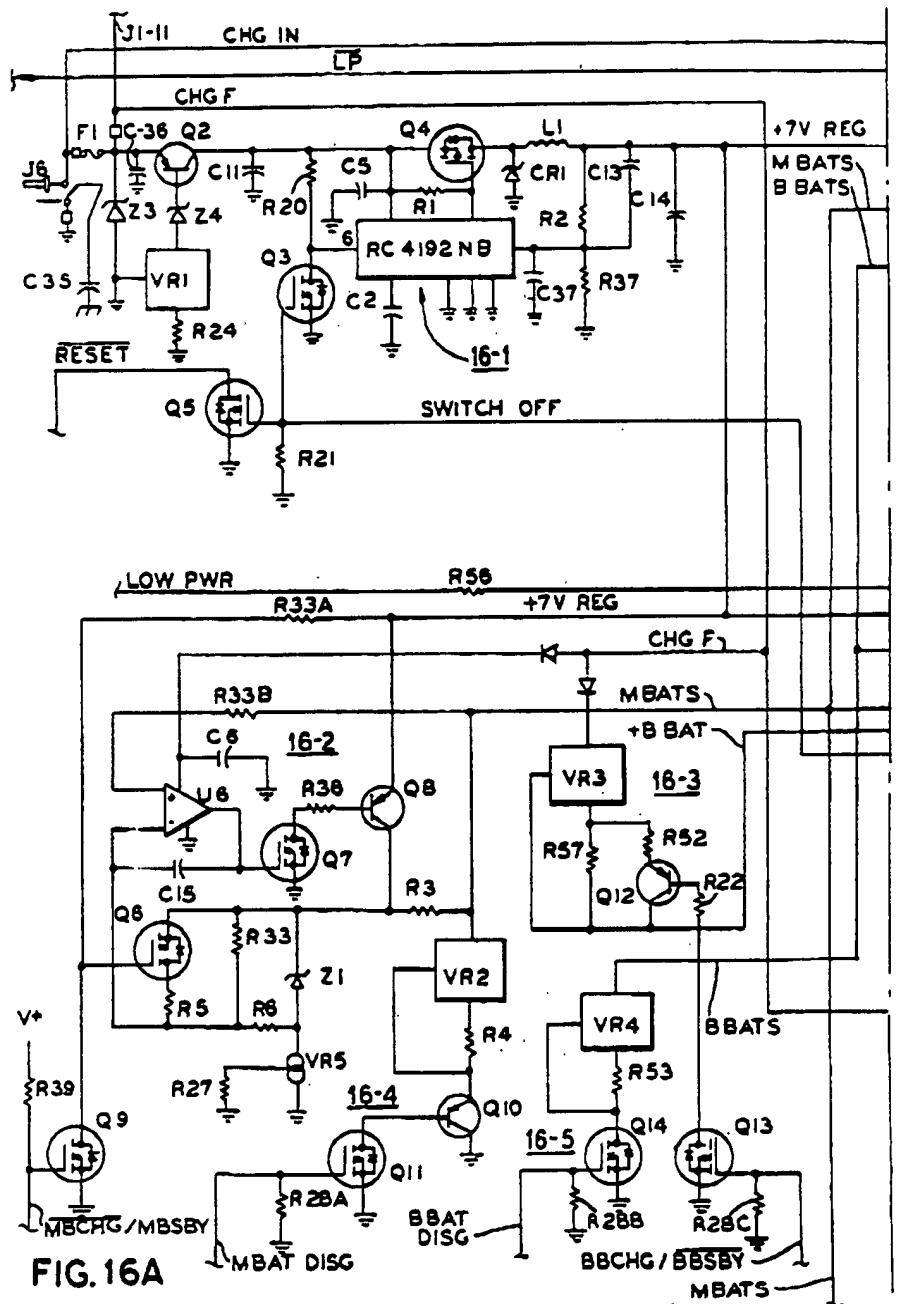 J1-11
CHG IN
LP
CHG F
F1
C-36
Q2
Q4
L1
+7V REG
J6
C11
C5
CR1
C13
M BATS
B BATS
R20
R1
R2
C14
Z3
Z4
Q3
6
RC 4192 NB
C35
VR1
C2
C37
R37
R24
16-1
RESET
Q5
SWITCH OFF
R21
LOW PWR
R56
R33A
+7V REG
CHG F
R33B
M BATS
+B BAT
C6
16-2
VR3
16-3
U6
+
-
R38
Q8
Q7
R57
R52
C15
R3
Q12
R22
Q6
R33
Z1
VR2
R5
R6
B BATS
V+
VR4
R4
VR5
R39
R27
R53
16-4
Q9
Q10
Q14
Q13
16-5
Q11
R28A
R28B
R28C
MBCHG/MBSBY
BBAT
DISG
MBAT DISG
BBCHG/BBSBY
FIG. 16A
MBATS